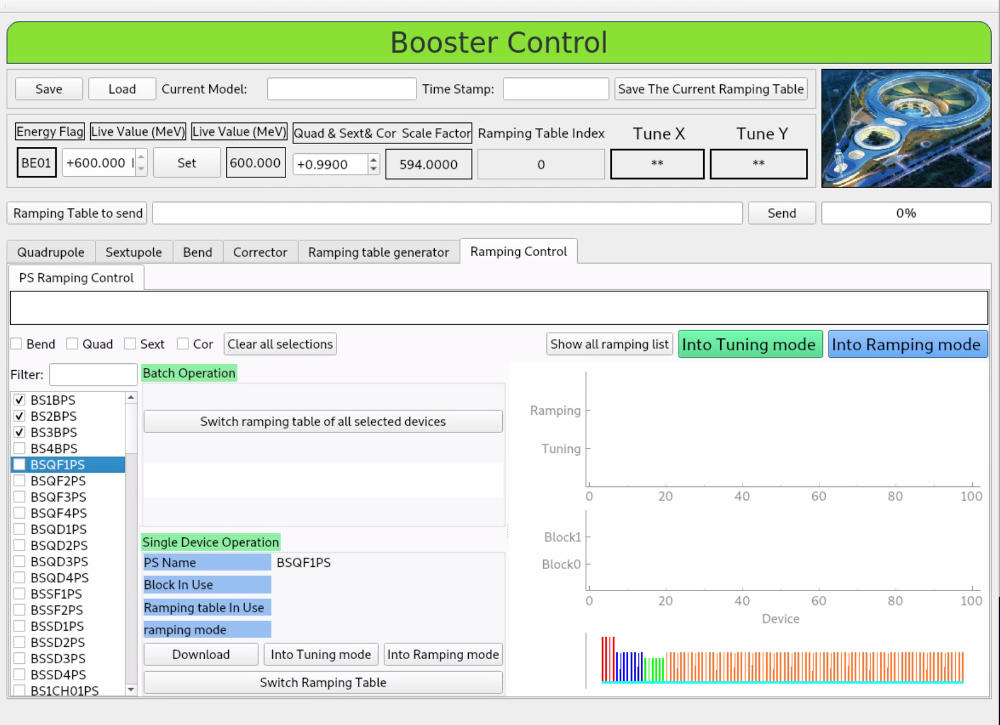 Booster Control
Save Load Current Model: Time Stamp: Save The Current Ramping Table
Energy Flag Live Value (MeV) Live Value (MeV) Quad & Sext& Cor Scale Factor Ramping Table Index Tune X Tune Y
BE01 +600.000 Set 600.000 +0.9900 594.0000 0 ** **
Ramping Table to send Send 0%
Quadrupole Sextupole Bend Corrector Ramping table generator Ramping Control
PS Ramping Control
Bend Quad Sext Cor Clear all selections Show all ramping list Into Tuning mode Into Ramping mode
Filter:
BS1BPS
BS2BPS
BS3BPS
BS4BPS
BSQF1PS
BSQF2PS
BSQF3PS
BSQF4PS
BSQD1PS
BSQD2PS
BSQD3PS
BSQD4PS
BSSF1PS
BSSF2PS
BSSD1PS
BSSD2PS
BSSD3PS
BSSD4PS
BS1CH01PS
Batch Operation
Switch ramping table of all selected devices
Single Device Operation
PS Name BSQF1PS
Block In Use
Ramping table In Use
ramping mode
Download Into Tuning mode Into Ramping mode
Switch Ramping Table
Ramping
Tuning
0 20 40 60 80 100
Block1
Block0
0 20 40 60 80 100
Device